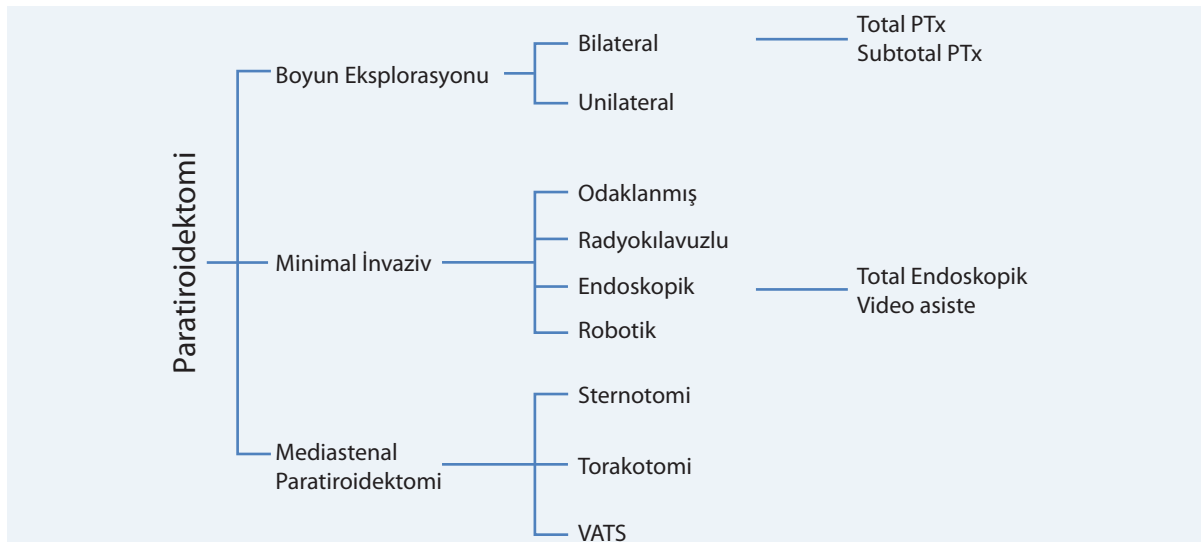 Paratiroidektomi
Boyun Eksplorasyonu
Bilateral
Total PTx
Subtotal PTx
Unilateral
Minimal İnvaziv
Odaklanmış
Radyokılavuzlu
Endoskopik
Total Endoskopik
Video asiste
Robotik
Mediastenal
Paratiroidektomi
Sternotomi
Torakotomi
VATS